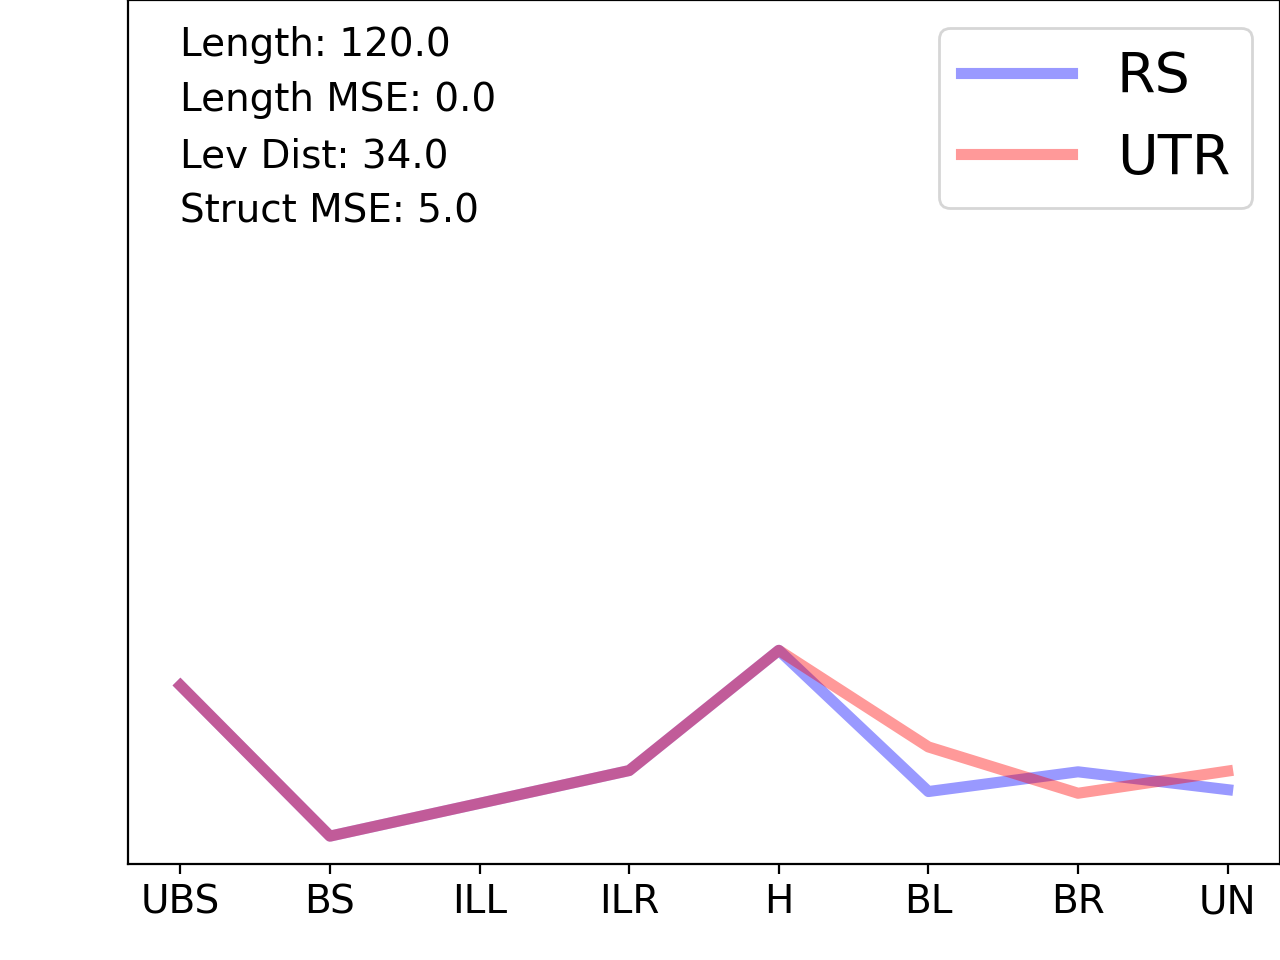 Length: 120.0
Length MSE: 0.0
Lev Dist: 34.0
Struct MSE: 5.0
RS
UTR
UBS BS ILL ILR H BL BR UN